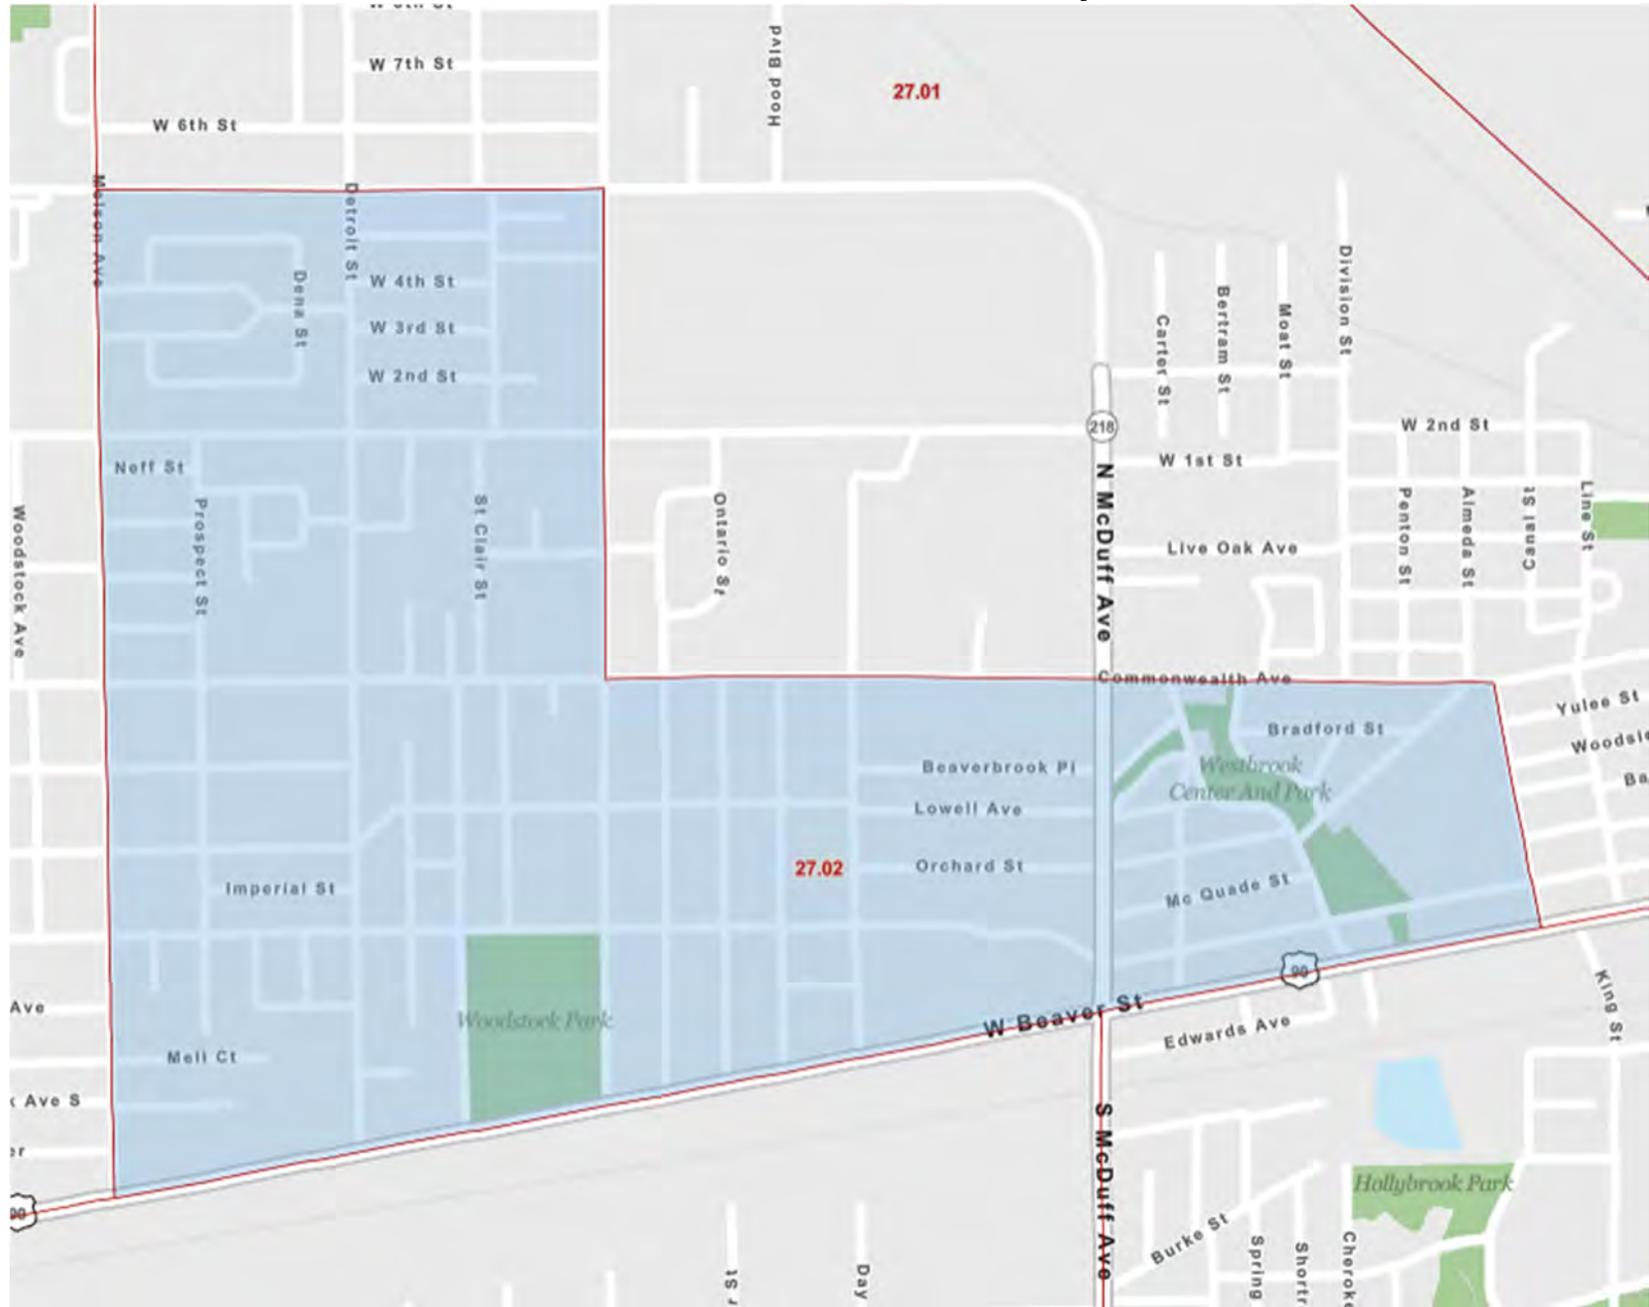 W 7th St
Hood Blvd
27.01
W 6th St
Melson Ave
Detroit St
Dena St
W 4th St
W 3rd St
W 2nd St
Division St
Bertram St
Moat St
Carter St
218
W 2nd St
W 1st St
Neff St
N McDuff Ave
Prospect St
St Clair St
Ontario St
Woodstock Ave
Penton St
Almeda St
Canal St
Line St
Live Oak Ave
Commonwealth Ave
Yulee St
Bradford St
Westbrook
Center And Park
Beaverbrook Pl
Lowell Ave
Orchard St
27.02
Imperial St
Mc Quade St
90
King St
Ave
Woodstock Park
W Beaver St
Edwards Ave
Mell Ct
Ave S
S McDuff Ave
Hollybrook Park
90
Burke St
Spring
Day